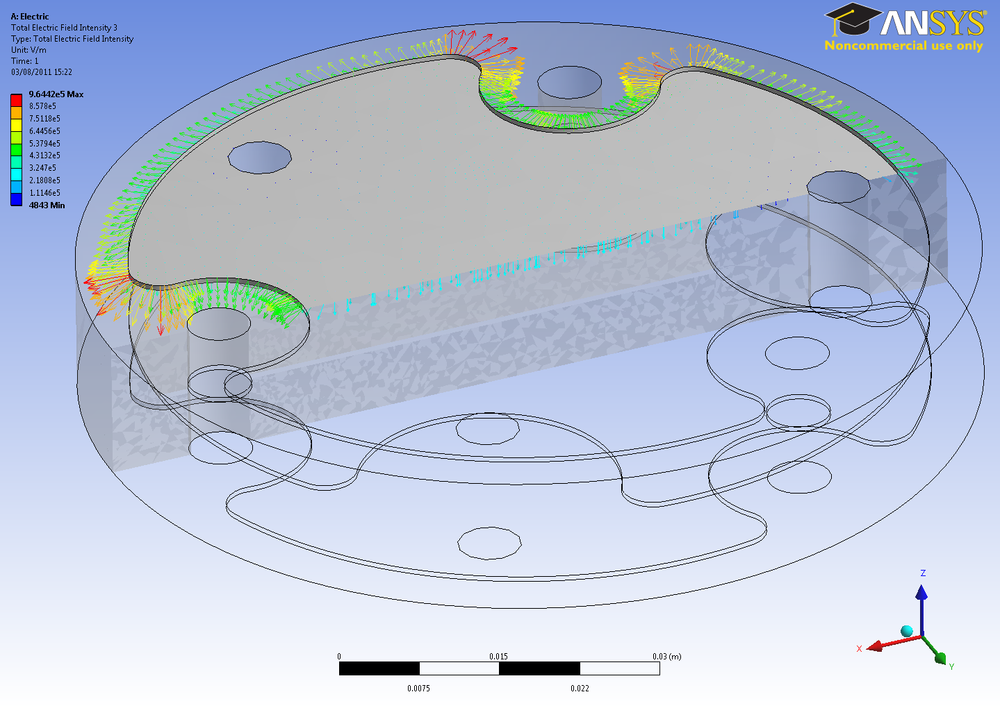 A: Electric
Total Electric Field Intensity 3
Type: Total Electric Field Intensity
Unit: V/m
Time: 1
03/08/2011 15:22
9.6442e5 Max
8.578e5
7.5118e5
6.4456e5
5.3794e5
4.3132e5
3.247e5
2.1808e5
1.1146e5
4843 Min
ANSYS®
Noncommercial use only
Z
X
Y
0
0.015
0.03 (m)
0.0075
0.022